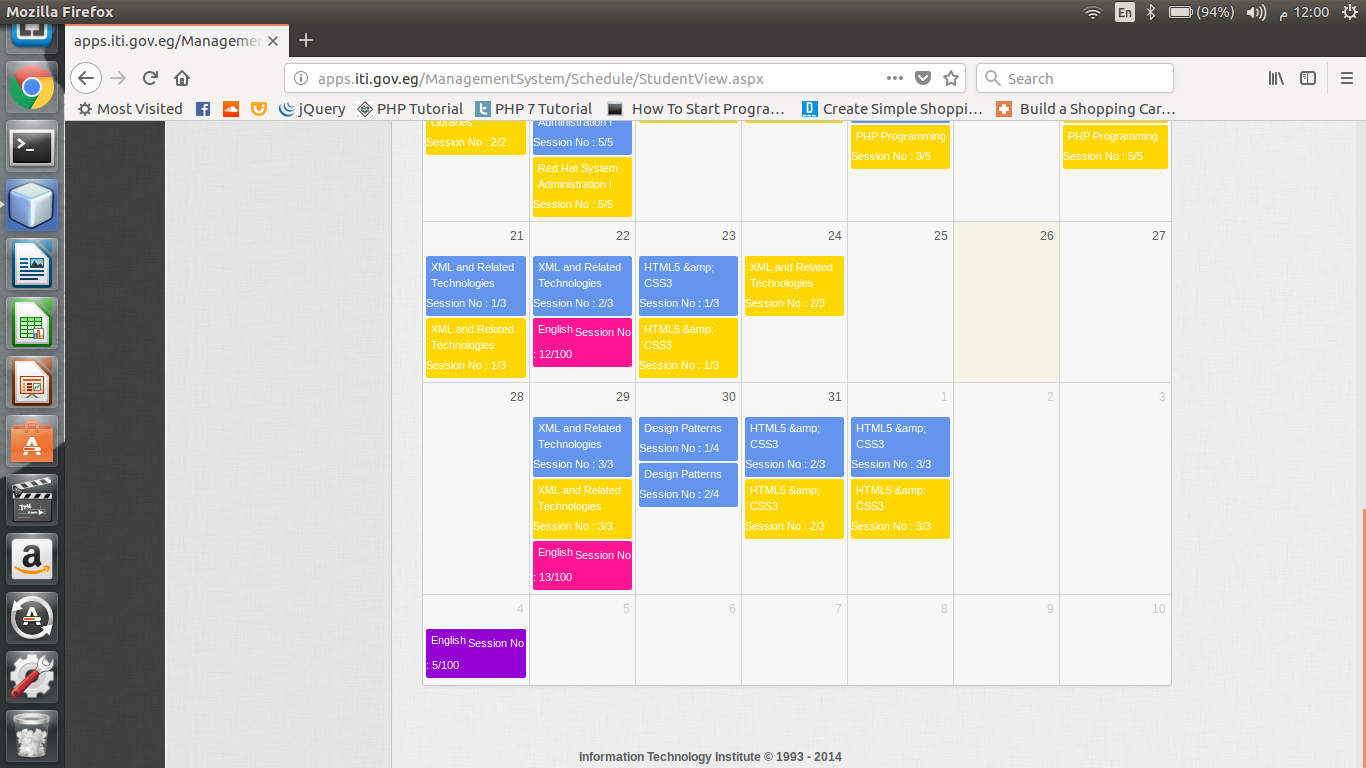 Mozilla Firefox
En
(94%)
12:00 م
apps.iti.gov.eg/Manageme
apps.iti.gov.eg/ManagementSystem/Schedule/StudentView.aspx
Search
Most Visited
jQuery
PHP Tutorial
PHP 7 Tutorial
How To Start Progra…
Create Simple Shoppi…
Build a Shopping Car…
Libraries
Session No : 2/2
Administration I
Session No : 5/5
Red Hat System
Administration I
Session No : 5/5
PHP Programming
Session No : 3/5
PHP Programming
Session No : 5/5
21
22
23
24
25
26
27
XML and Related
Technologies
Session No : 1/3
XML and Related
Technologies
Session No : 1/3
XML and Related
Technologies
Session No : 2/3
English Session No
: 12/100
HTML5 &amp;
CSS3
Session No : 1/3
HTML5 &amp;
CSS3
Session No : 1/3
XML and Related
Technologies
Session No : 2/3
28
29
30
31
1
2
3
XML and Related
Technologies
Session No : 3/3
XML and Related
Technologies
Session No : 3/3
English Session No
: 13/100
Design Patterns
Session No : 1/4
Design Patterns
Session No : 2/4
HTML5 &amp;
CSS3
Session No : 2/3
HTML5 &amp;
CSS3
Session No : 2/3
HTML5 &amp;
CSS3
Session No : 3/3
HTML5 &amp;
CSS3
Session No : 3/3
4
5
6
7
8
9
10
English Session No
: 5/100
Information Technology Institute © 1993 - 2014